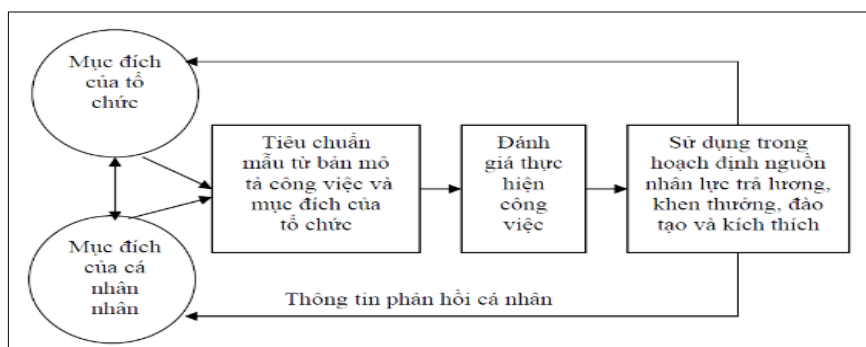 Mục đích
của tổ
chức
Tiêu chuẩn
mẫu từ bản mô
tả công việc và
mục đích của
tổ chức
Đánh
giá thực
hiện
công
việc
Sử dụng trong
hoạch định nguồn
nhân lực trả lương,
khen thưởng, đào
tạo và kích thích
Mục đích
của cá
nhân
nhân
Thông tin phản hồi cá nhân